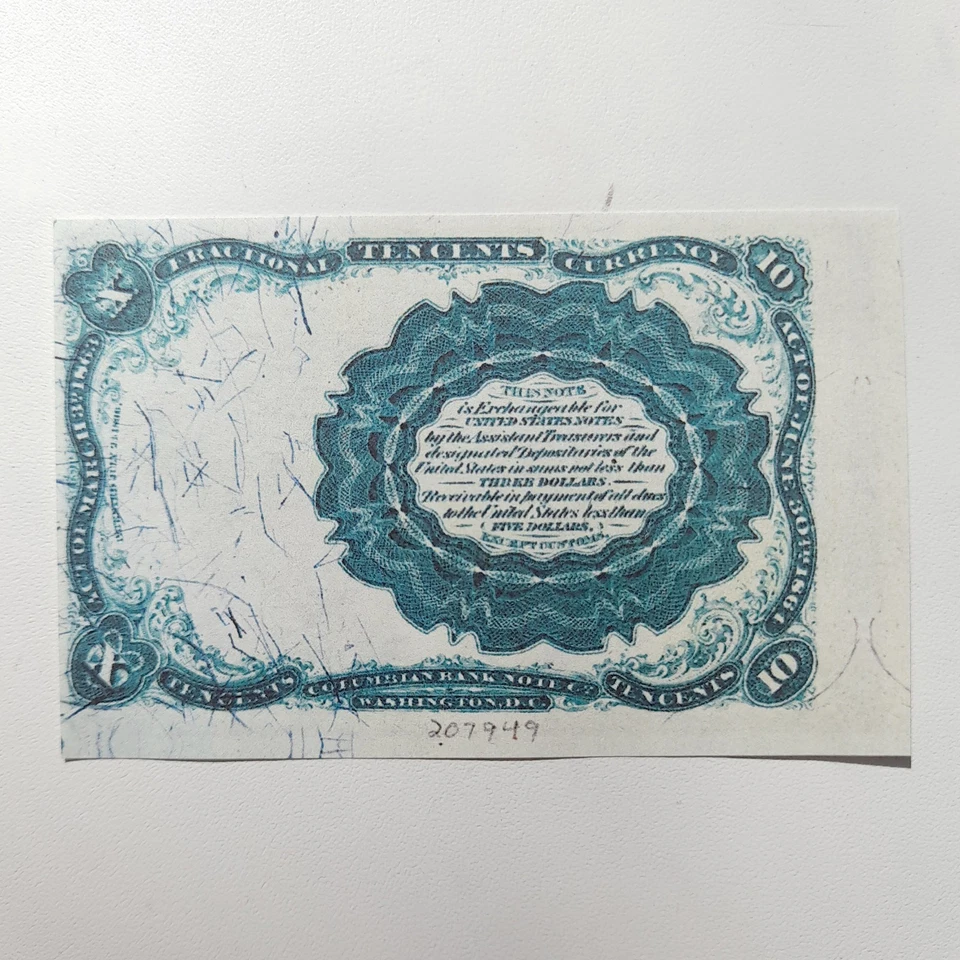 FRACTIONAL TEN CENTS CURRENCY
X
10
ACT OF MARCH 3RD, 1863
ACT OF JUNE 30TH, 1864
THIS NOTE
is Exchangeable for
UNITED STATES NOTES
by the Assistant Treasurers and
designated Depositaries of the
United States in sums not less than
THREE DOLLARS.
Receivable in payment of all dues
to the United States less than
FIVE DOLLARS,
EXCEPT CUSTOMS.
X
10
TEN CENTS COLUMBIAN BANK NOTE Co. TEN CENTS
WASHINGTON, D.C.
207949